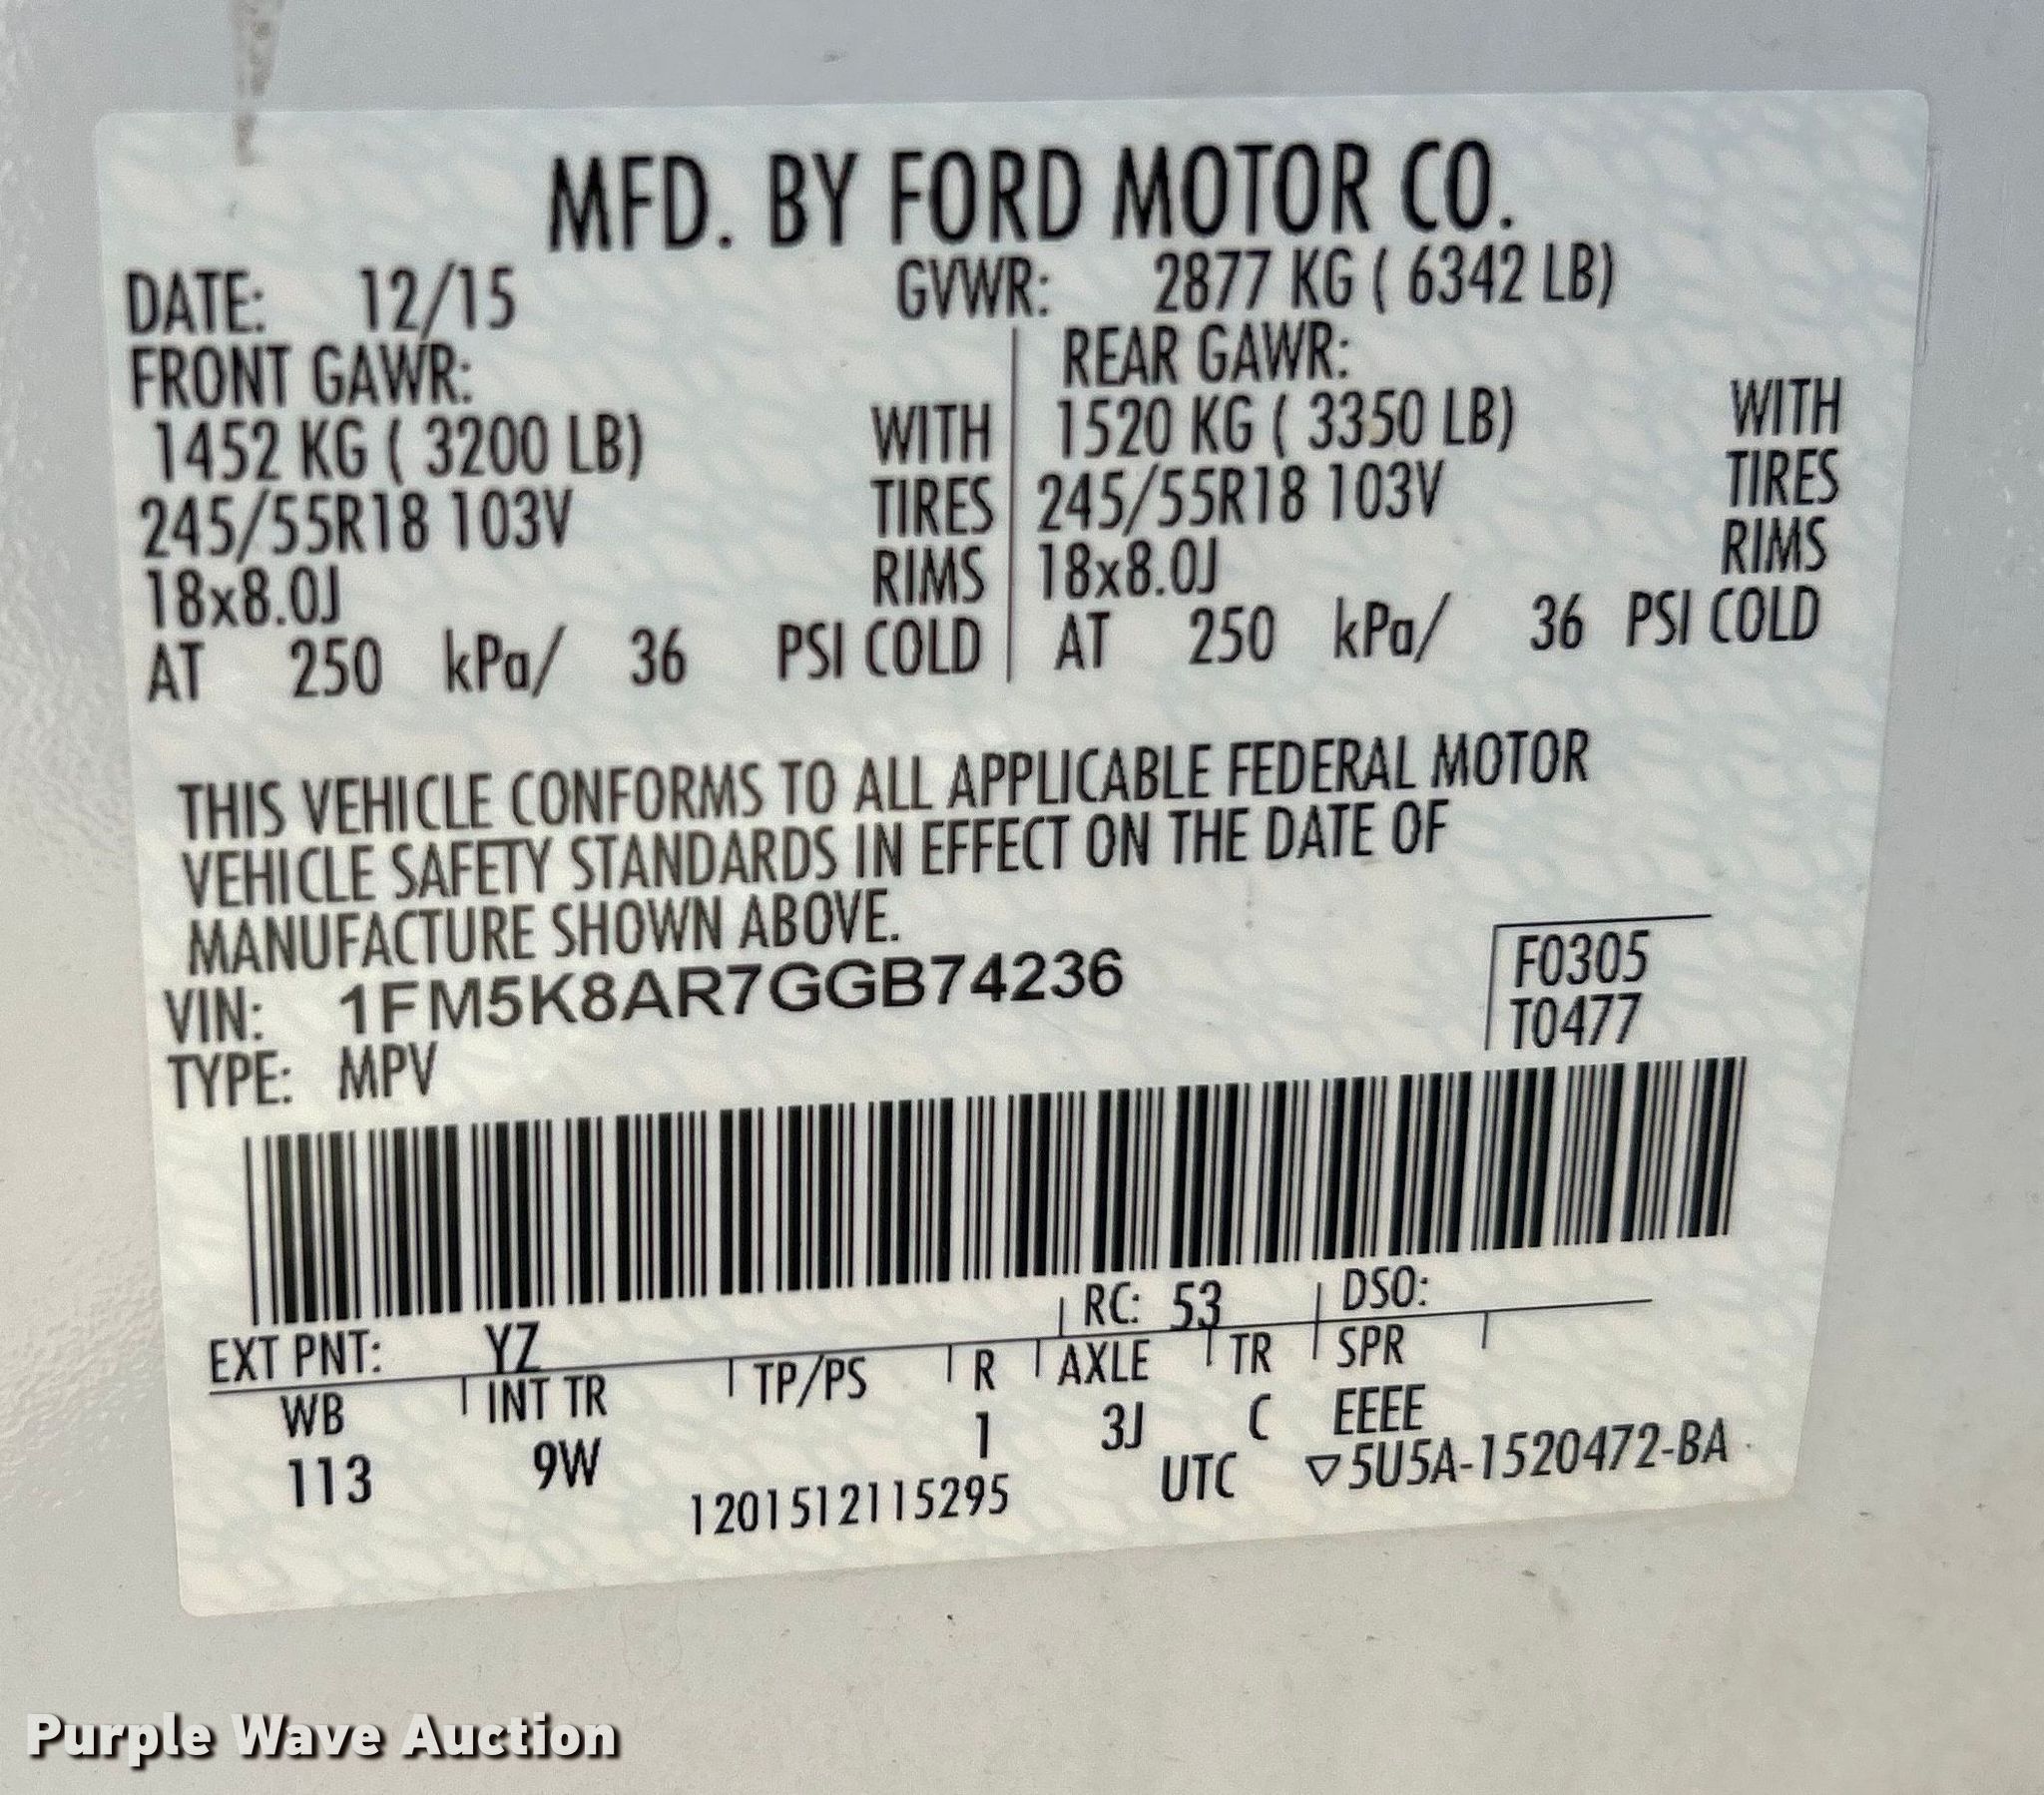 MFD. BY FORD MOTOR CO.
DATE: 12/15 GVWR: 2877 KG ( 6342 LB)
FRONT GAWR: REAR GAWR:
1452 KG ( 3200 LB) WITH 1520 KG ( 3350 LB) WITH
245/55R18 103V TIRES 245/55R18 103V TIRES
18x8.0J RIMS 18x8.0J RIMS
AT 250 kPa/ 36 PSI COLD AT 250 kPa/ 36 PSI COLD
THIS VEHICLE CONFORMS TO ALL APPLICABLE FEDERAL MOTOR
VEHICLE SAFETY STANDARDS IN EFFECT ON THE DATE OF
MANUFACTURE SHOWN ABOVE.
VIN: 1FM5K8AR7GGB74236 F0305
TYPE: MPV T0477
EXT PNT: YZ RC: 53 DSO:
WB INT TR TP/PS R AXLE TR SPR
113 9W 1 3J C EEEE
1201512115295 UTC ▽5U5A-1520472-BA
Purple Wave Auction